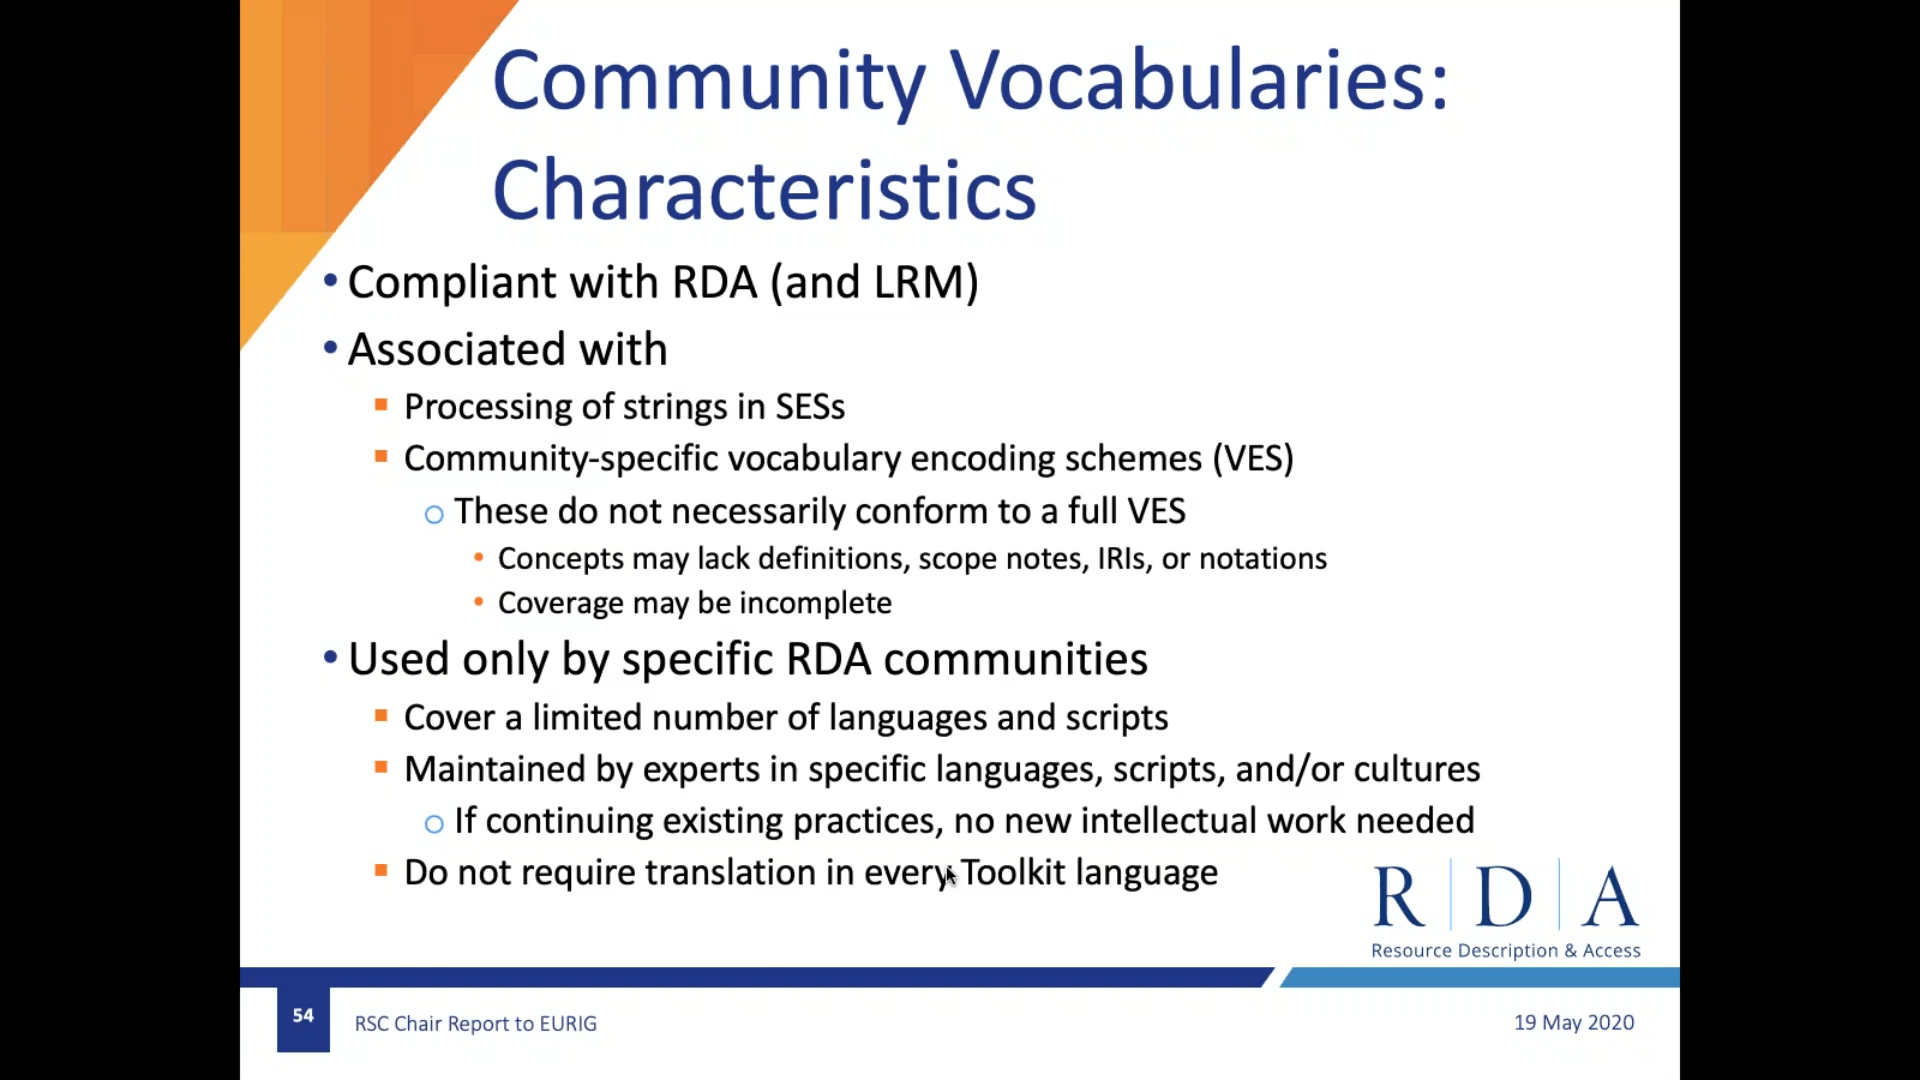 Community Vocabularies:
Characteristics
• Compliant with RDA (and LRM)
• Associated with
▪ Processing of strings in SESs
▪ Community-specific vocabulary encoding schemes (VES)
o These do not necessarily conform to a full VES
• Concepts may lack definitions, scope notes, IRIs, or notations
• Coverage may be incomplete
• Used only by specific RDA communities
▪ Cover a limited number of languages and scripts
▪ Maintained by experts in specific languages, scripts, and/or cultures
o If continuing existing practices, no new intellectual work needed
▪ Do not require translation in every Toolkit language
R | D | A
Resource Description & Access
54
RSC Chair Report to EURIG
19 May 2020